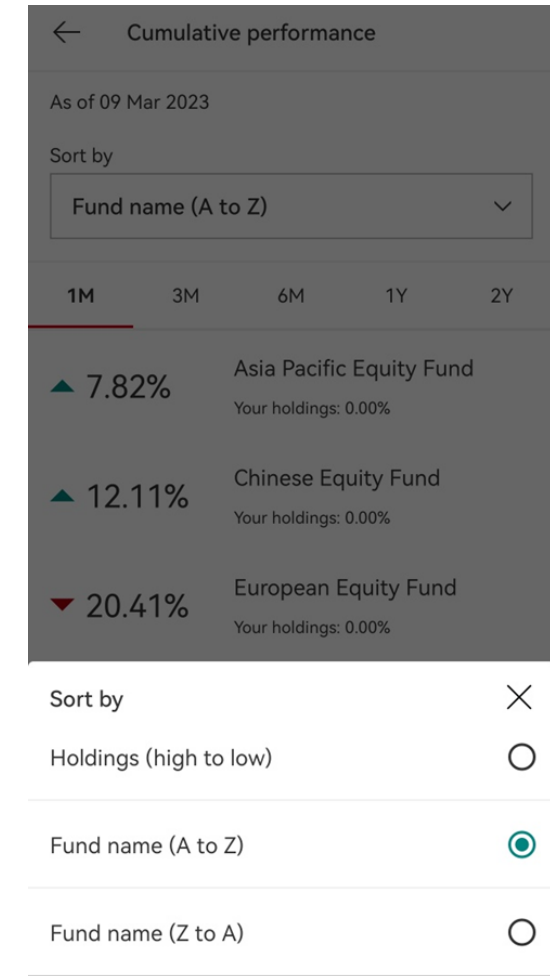 Cumulative performance
As of 09 Mar 2023
Sort by
Fund name (A to Z)
1M 3M 6M 1Y 2Y
7.82% Asia Pacific Equity Fund
Your holdings: 0.00%
12.11% Chinese Equity Fund
Your holdings: 0.00%
20.41% European Equity Fund
Your holdings: 0.00%
Sort by
Holdings (high to low)
Fund name (A to Z)
Fund name (Z to A)